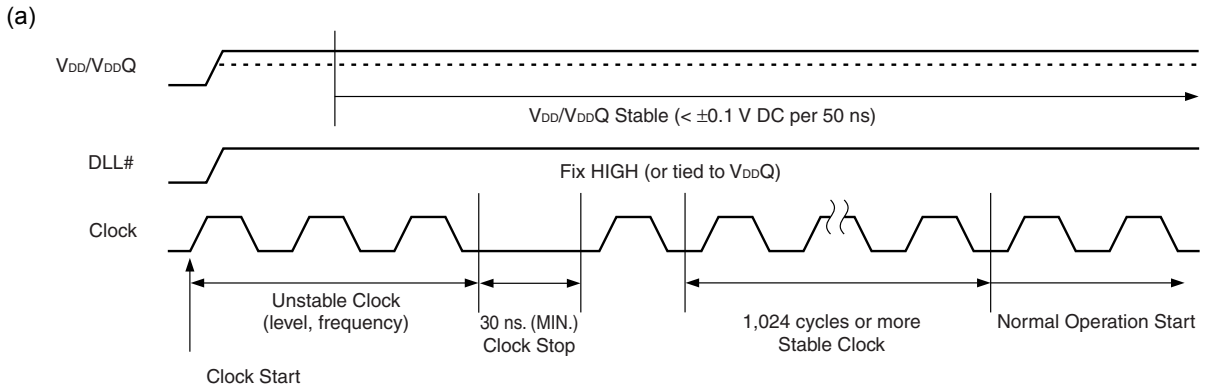 (a)
VDD/VDDQ
VDD/VDDQ Stable (< ±0.1 V DC per 50 ns)
DLL#
Fix HIGH (or tied to VDDQ)
Clock
Unstable Clock
(level, frequency)
30 ns. (MIN.)
Clock Stop
1,024 cycles or more
Stable Clock
Normal Operation Start
Clock Start